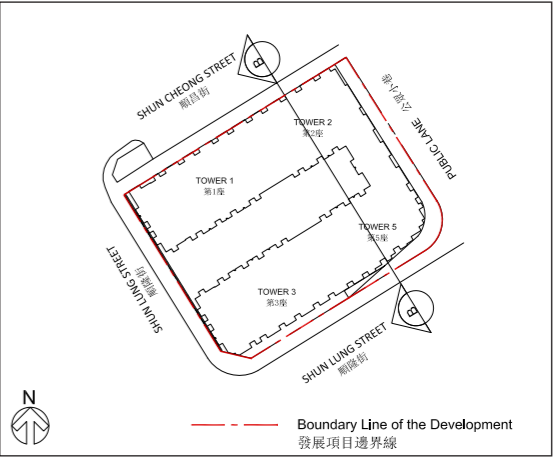 B
SHUN CHEONG STREET
順昌街
TOWER 2
第2座
公眾小巷
PUBLIC LANE
TOWER 1
第1座
TOWER 5
第5座
SHUN LUNG STREET
順隆街
TOWER 3
第3座
B
SHUN LUNG STREET
順隆街
N
Boundary Line of the Development
發展項目邊界線